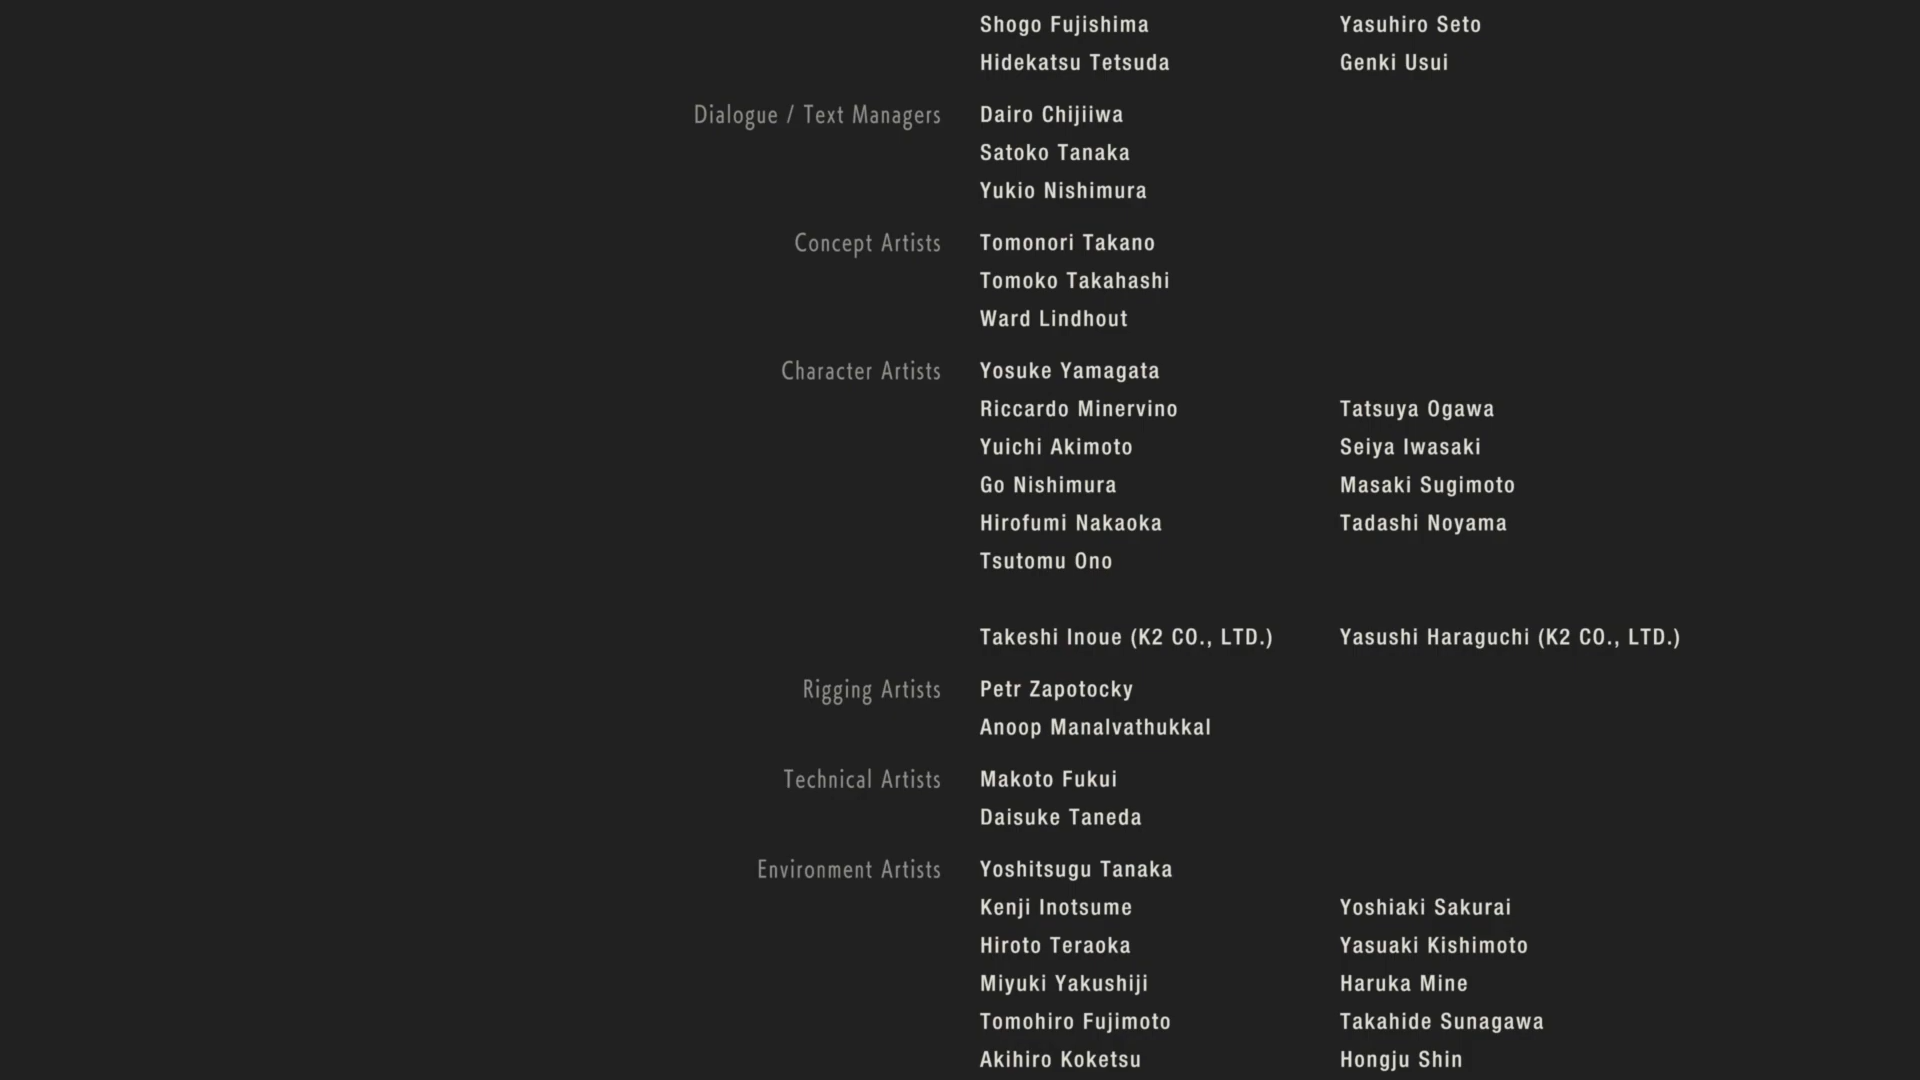 Shogo Fujishima Yasuhiro Seto
Hidekatsu Tetsuda Genki Usui
Dialogue / Text Managers Dairo Chijiiwa
Satoko Tanaka
Yukio Nishimura
Concept Artists Tomonori Takano
Tomoko Takahashi
Ward Lindhout
Character Artists Yosuke Yamagata
Riccardo Minervino Tatsuya Ogawa
Yuichi Akimoto Seiya Iwasaki
Go Nishimura Masaki Sugimoto
Hirofumi Nakaoka Tadashi Noyama
Tsutomu Ono
Takeshi Inoue (K2 CO., LTD.) Yasushi Haraguchi (K2 CO., LTD.)
Rigging Artists Petr Zapotocky
Anoop Manalvathukkal
Technical Artists Makoto Fukui
Daisuke Taneda
Environment Artists Yoshitsugu Tanaka
Kenji Inotsume Yoshiaki Sakurai
Hiroto Teraoka Yasuaki Kishimoto
Miyuki Yakushiji Haruka Mine
Tomohiro Fujimoto Takahide Sunagawa
Akihiro Koketsu Hongju Shin